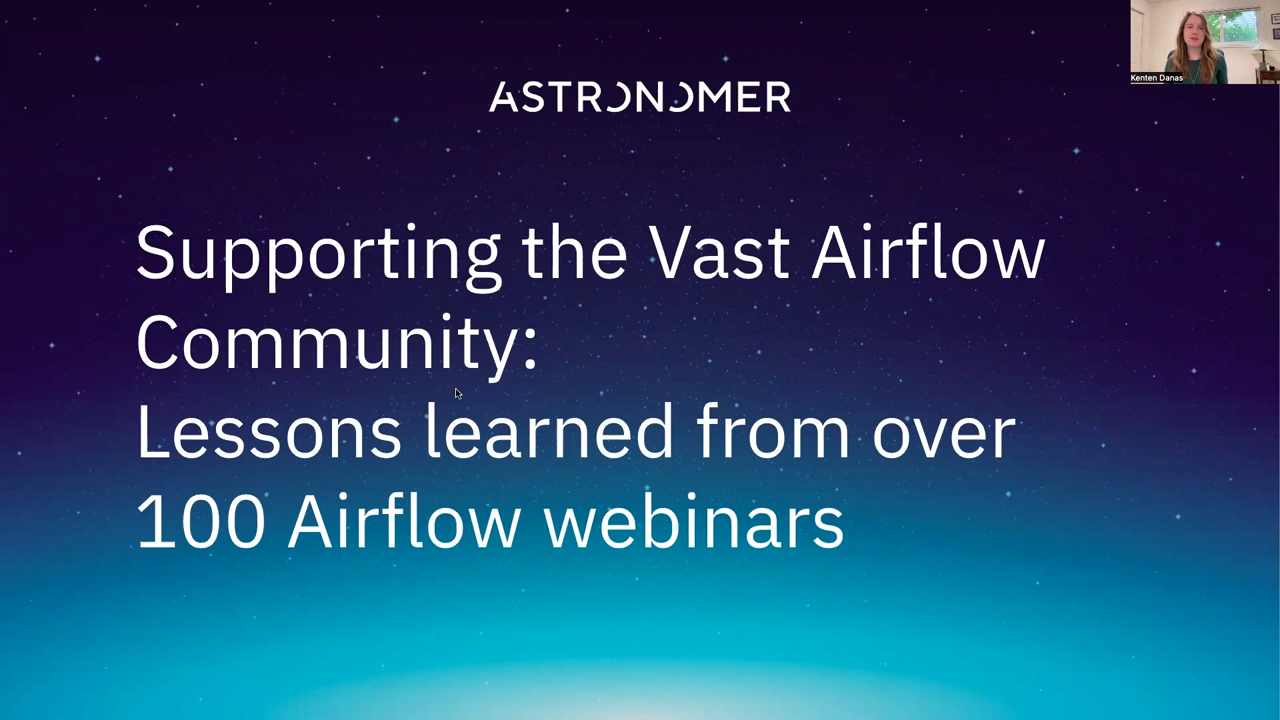 ASTRONOMER
Kenten Danas
Supporting the Vast Airflow
Community:
Lessons learned from over
100 Airflow webinars